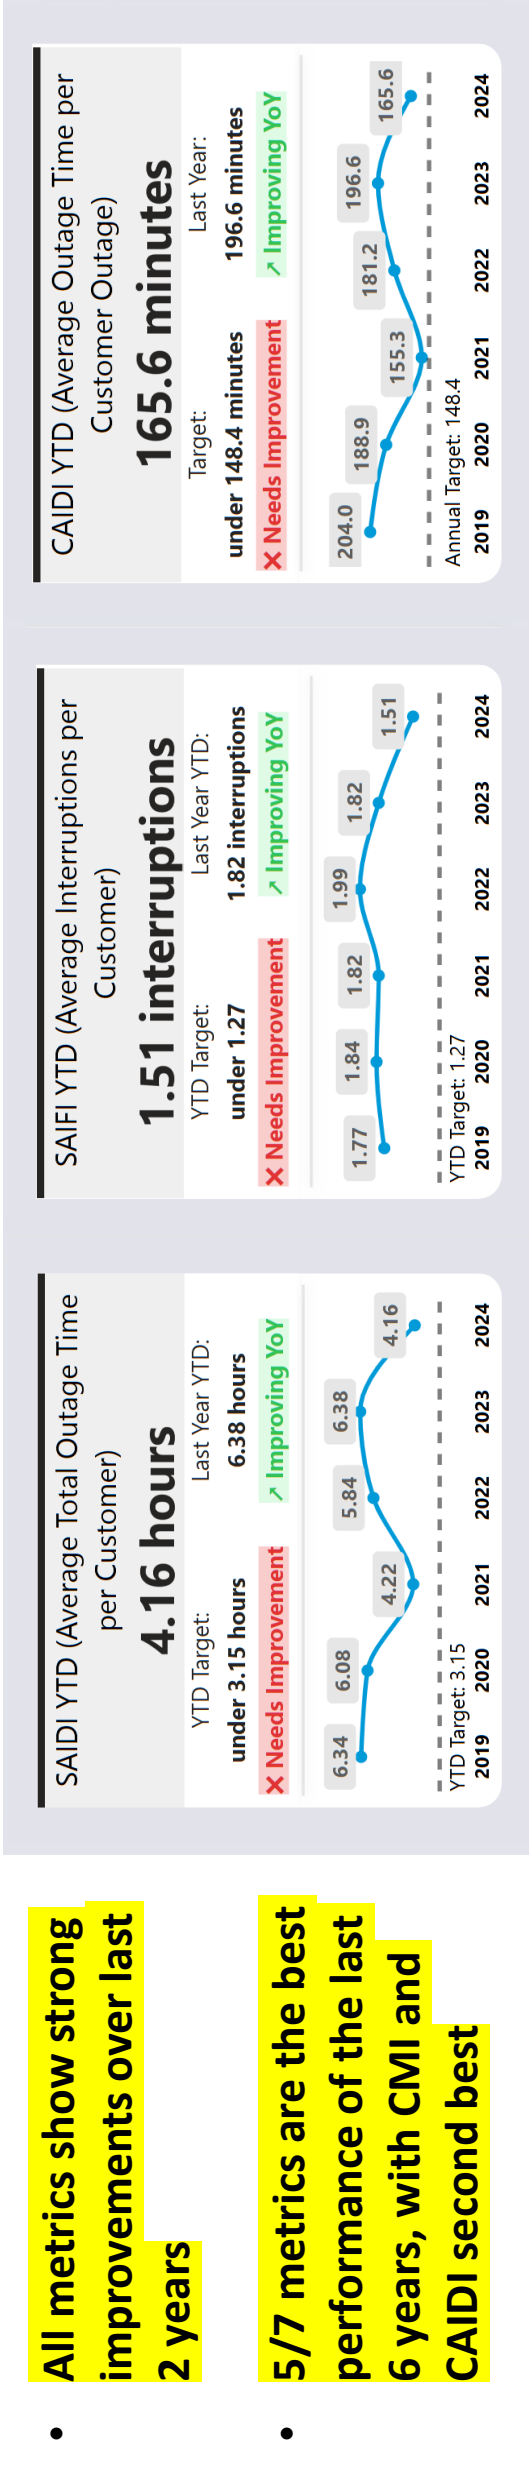 • All metrics show strong
improvements over last
2 years
• 5/7 metrics are the best
performance of the last
6 years, with CMI and
CAIDI second best
SAIDI YTD (Average Total Outage Time
per Customer)
4.16 hours
YTD Target:
under 3.15 hours
✕ Needs Improvement
Last Year YTD:
6.38 hours
↗ Improving YoY
6.34
6.08
4.22
5.84
6.38
4.16
YTD Target: 3.15
2019 2020 2021 2022 2023 2024
SAIFI YTD (Average Interruptions per
Customer)
1.51 interruptions
YTD Target:
under 1.27
✕ Needs Improvement
Last Year YTD:
1.82 interruptions
↗ Improving YoY
1.77
1.84
1.82
1.99
1.82
1.51
YTD Target: 1.27
2019 2020 2021 2022 2023 2024
CAIDI YTD (Average Outage Time per
Customer Outage)
165.6 minutes
Target:
under 148.4 minutes
✕ Needs Improvement
Last Year:
196.6 minutes
↗ Improving YoY
204.0
188.9
155.3
181.2
196.6
165.6
Annual Target: 148.4
2019 2020 2021 2022 2023 2024